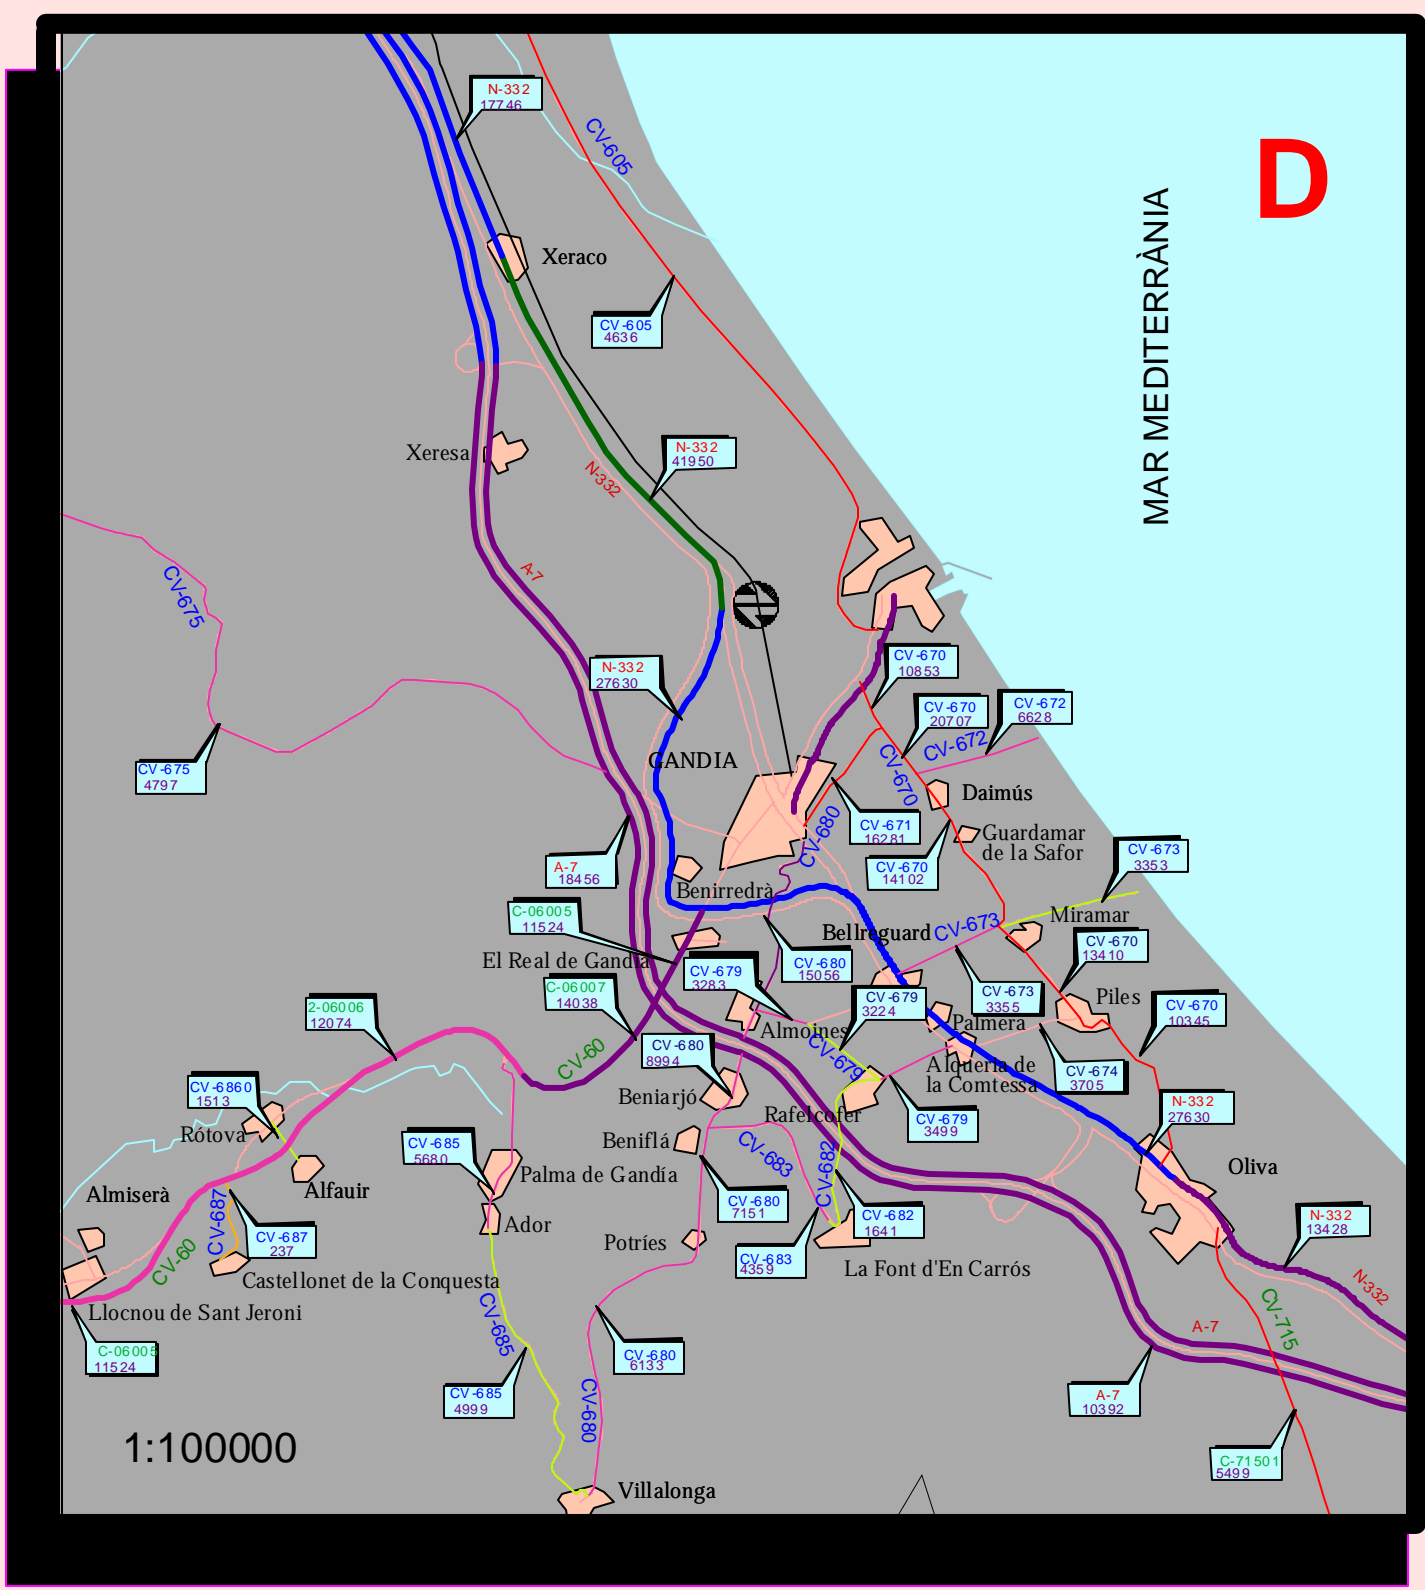 N-332
17746
CV-605
D
MAR MEDITERRÀNIA
Xeraco
CV-605
4636
Xeresa
N-332
41950
N-332
A-7
CV-675
N-332
27630
CV-670
10853
CV-670
20707
CV-672
6628
CV-672
CV-670
GANDIA
CV-675
4797
Daimús
CV-680
CV-671
16281
Guardamar
de la Safor
CV-670
14102
CV-673
3353
A-7
18456
Benirredrà
C-06005
11524
Miramar
Bellreguard
CV-673
El Real de Gandia
CV-679
3283
CV-680
15056
CV-670
13410
C-06007
14038
CV-679
3224
CV-673
3355
Piles
CV-670
10345
2-06006
12074
Almoines
Palmera
CV-60
CV-680
8994
CV-679
Alqueria de
la Comtessa
CV-674
3705
CV-6860
1513
Beniarjó
Rafelcofer
CV-679
3499
N-332
27630
Rótova
CV-685
5680
Beniflá
CV-683
CV-682
Palma de Gandía
Oliva
Almiserà
Alfauir
CV-680
7151
CV-682
1641
N-332
13428
CV-687
CV-687
237
Ador
Potríes
CV-683
4359
CV-60
Castellonet de la Conquesta
La Font d'En Carrós
N-332
Llocnou de Sant Jeroni
CV-685
CV-715
A-7
C-06005
11524
CV-680
6133
CV-685
4999
CV-680
A-7
10392
1:100000
C-71501
5499
Villalonga